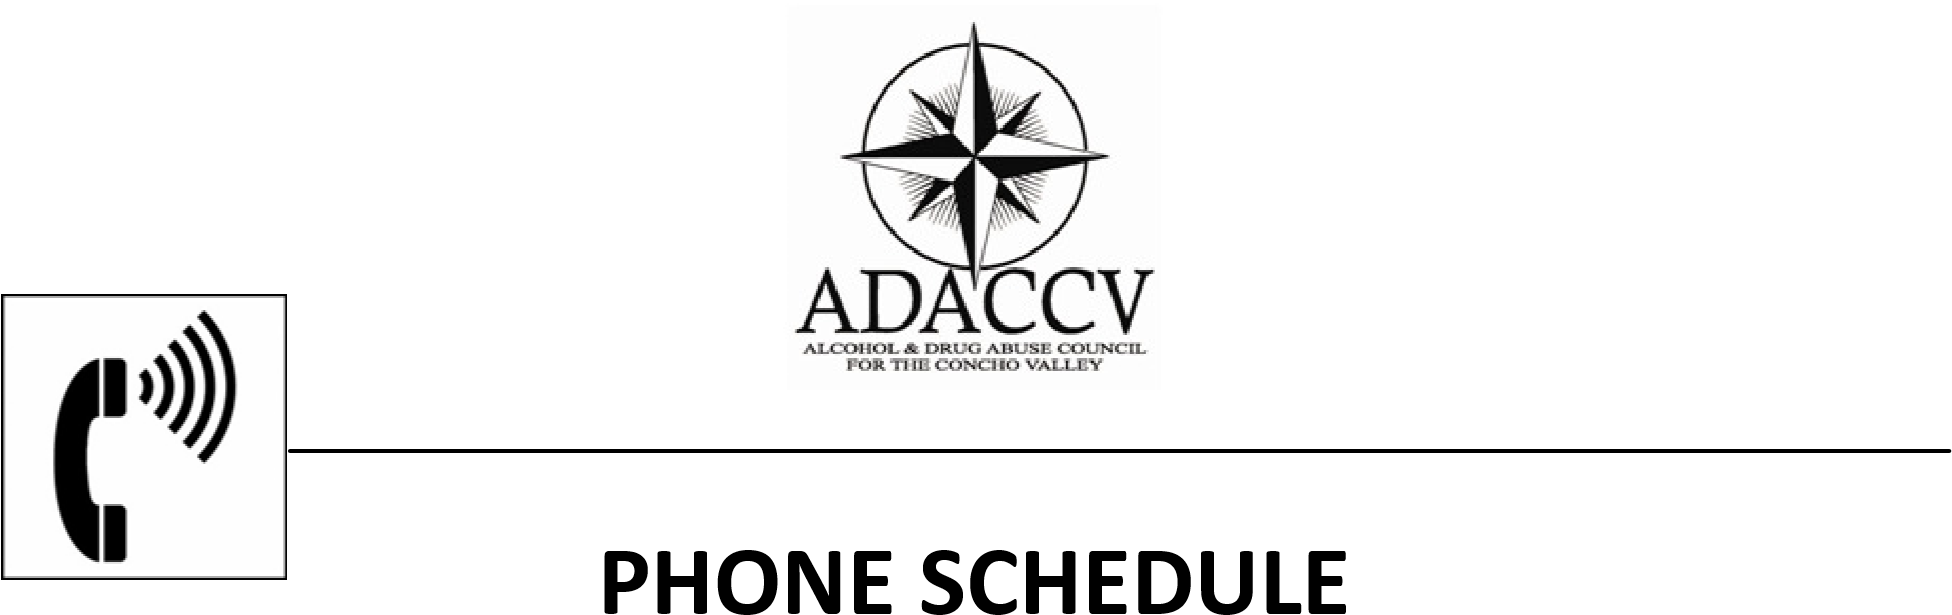 ADACCV
ALCOHOL & DRUG ABUSE COUNCIL
FOR THE CONCHO VALLEY
PHONE SCHEDULE